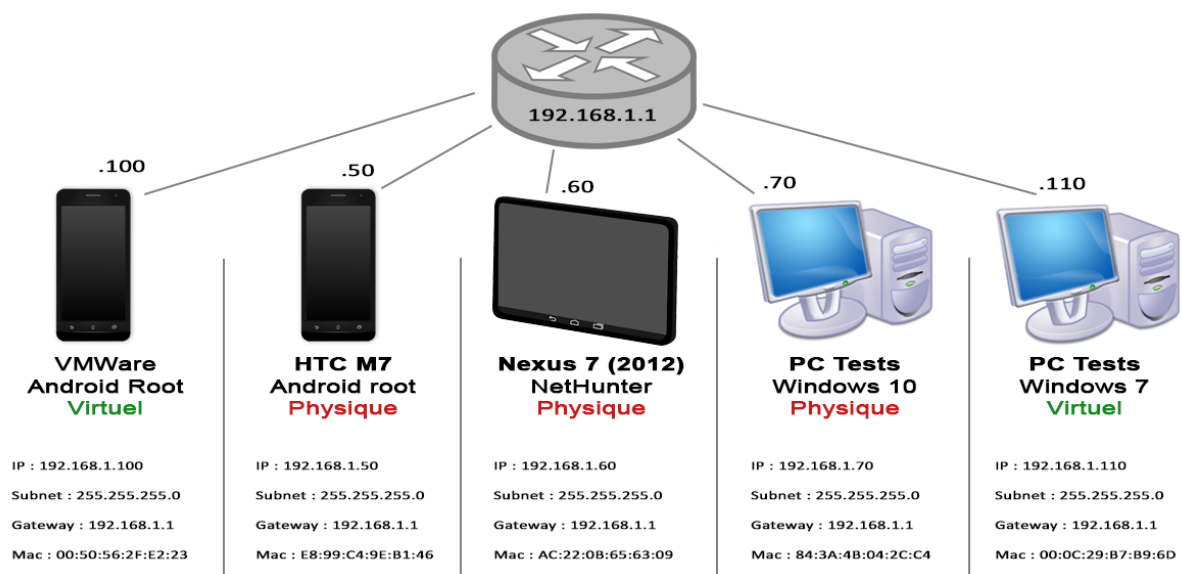 192.168.1.1
.100
.50
.60
.70
.110
VMWare
Android Root
Virtuel
IP : 192.168.1.100
Subnet : 255.255.255.0
Gateway : 192.168.1.1
Mac : 00:50:56:2F:E2:23
HTC M7
Android root
Physique
IP : 192.168.1.50
Subnet : 255.255.255.0
Gateway : 192.168.1.1
Mac : E8:99:C4:9E:B1:46
Nexus 7 (2012)
NetHunter
Physique
IP : 192.168.1.60
Subnet : 255.255.255.0
Gateway : 192.168.1.1
Mac : AC:22:0B:65:63:09
PC Tests
Windows 10
Physique
IP : 192.168.1.70
Subnet : 255.255.255.0
Gateway : 192.168.1.1
Mac : 84:3A:4B:04:2C:C4
PC Tests
Windows 7
Virtuel
IP : 192.168.1.110
Subnet : 255.255.255.0
Gateway : 192.168.1.1
Mac : 00:0C:29:B7:B9:6D